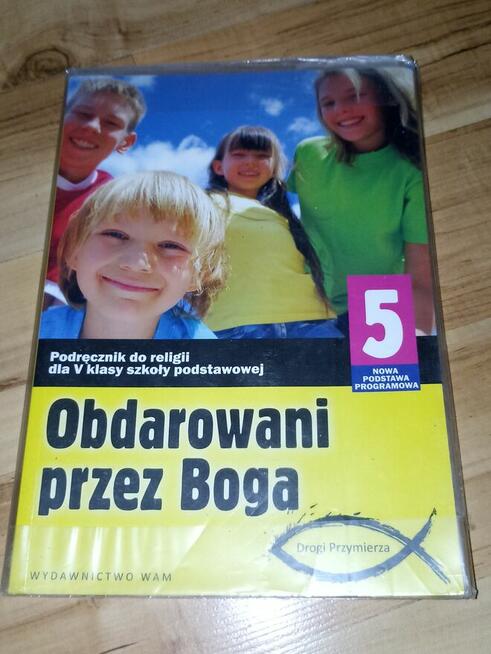 Podręcznik do religii
dla V klasy szkoły podstawowej
5
NOWA
PODSTAWA
PROGRAMOWA
Obdarowani
przez Boga
Drogi Przymierza
WYDAWNICTWO WAM